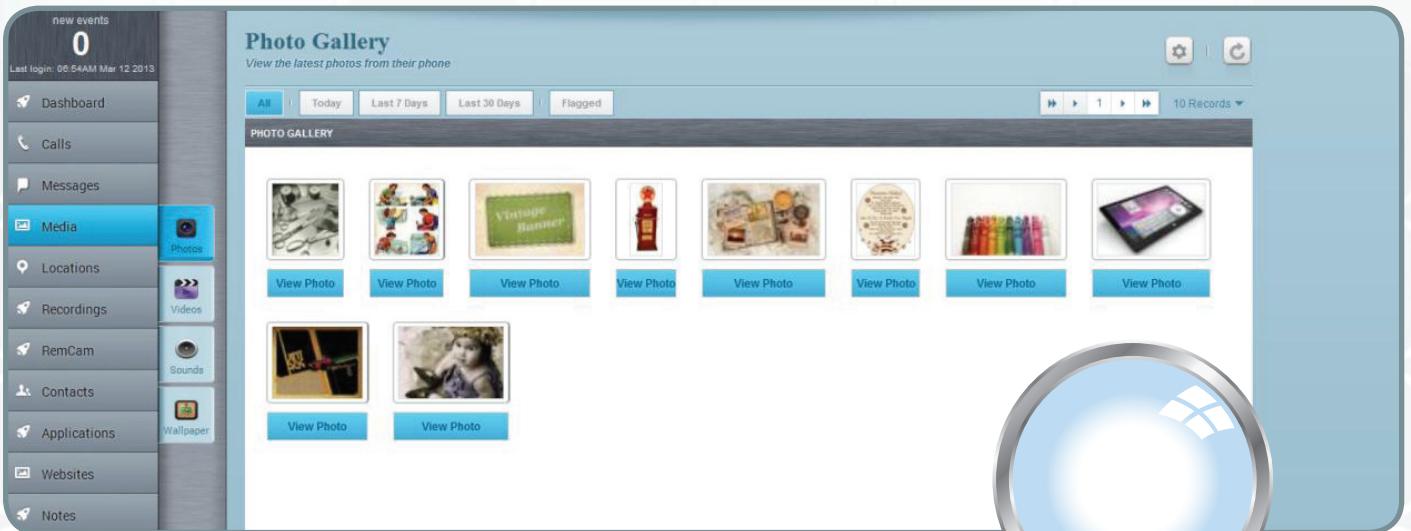 new events
0
Last login: 06:54AM Mar 12 2013
Dashboard
Calls
Messages
Media
Locations
Recordings
RemCam
Contacts
Applications
Websites
Notes
Photos
Videos
Sounds
Wallpaper
Photo Gallery
View the latest photos from their phone
All
Today
Last 7 Days
Last 30 Days
Flagged
1
10 Records
PHOTO GALLERY
Vintage
Banner
View Photo
View Photo
View Photo
View Photo
View Photo
View Photo
View Photo
View Photo
View Photo
View Photo